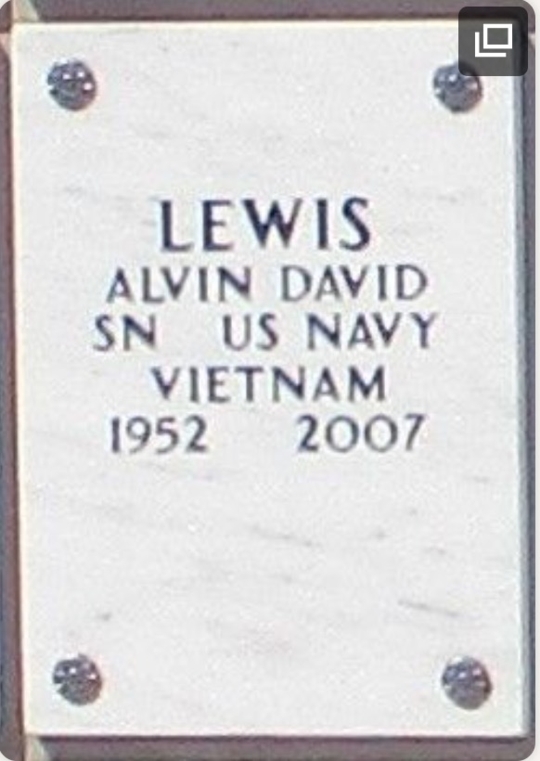 LEWIS
ALVIN DAVID
SN US NAVY
VIETNAM
1952 2007